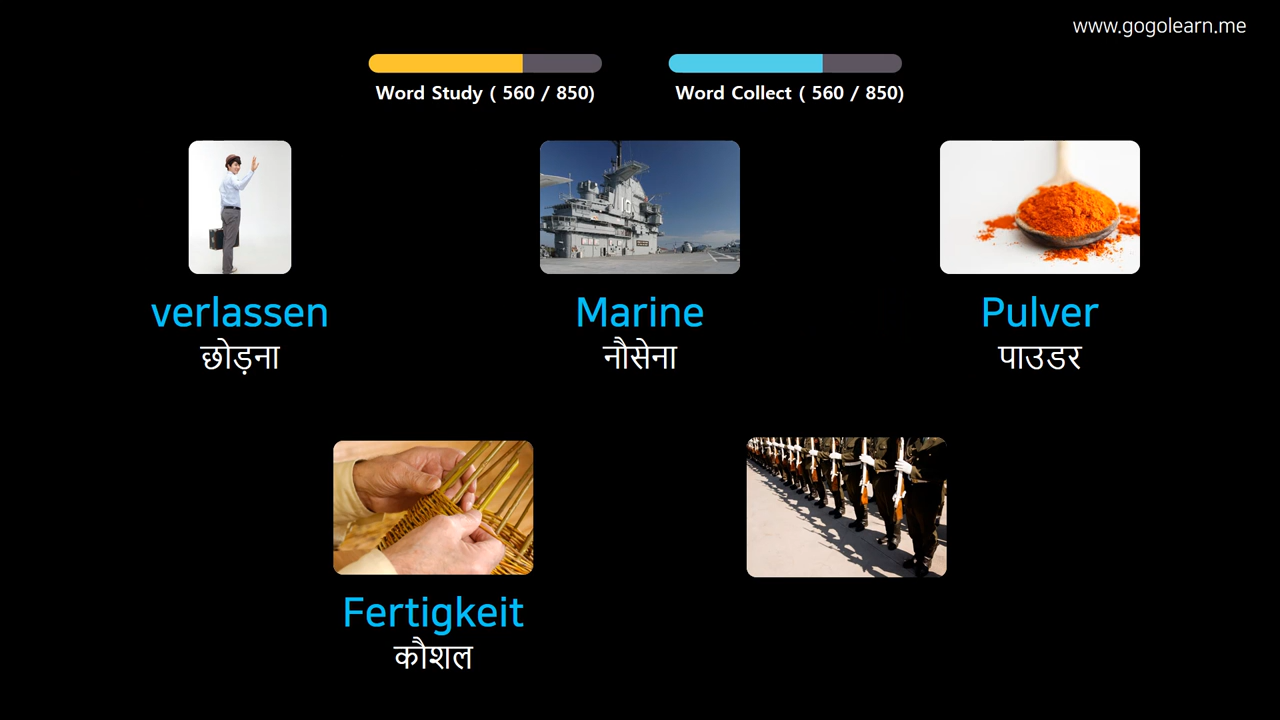 www.gogolearn.me
Word Study ( 560 / 850)
Word Collect ( 560 / 850)
verlassen
छोड़ना
Marine
नौसेना
Pulver
पाउडर
Fertigkeit
कौशल